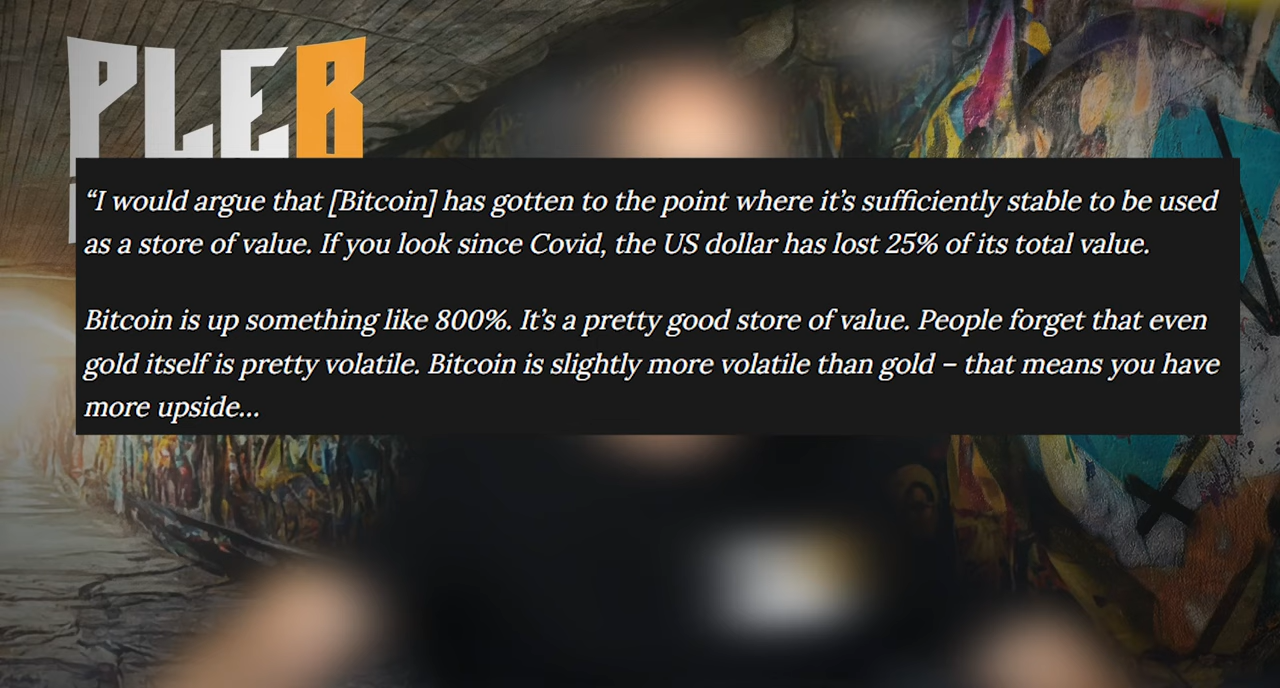 PLEB
“I would argue that [Bitcoin] has gotten to the point where it’s sufficiently stable to be used
as a store of value. If you look since Covid, the US dollar has lost 25% of its total value.
Bitcoin is up something like 800%. It’s a pretty good store of value. People forget that even
gold itself is pretty volatile. Bitcoin is slightly more volatile than gold – that means you have
more upside...